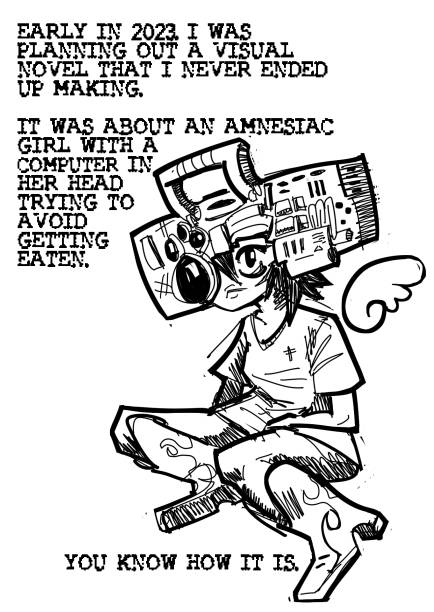 EARLY IN 2023 I WAS
PLANNING OUT A VISUAL
NOVEL THAT I NEVER ENDED
UP MAKING.
IT WAS ABOUT AN AMNESIAC
GIRL WITH A
COMPUTER IN
HER HEAD
TRYING TO
AVOID
GETTING
EATEN.
YOU KNOW HOW IT IS.